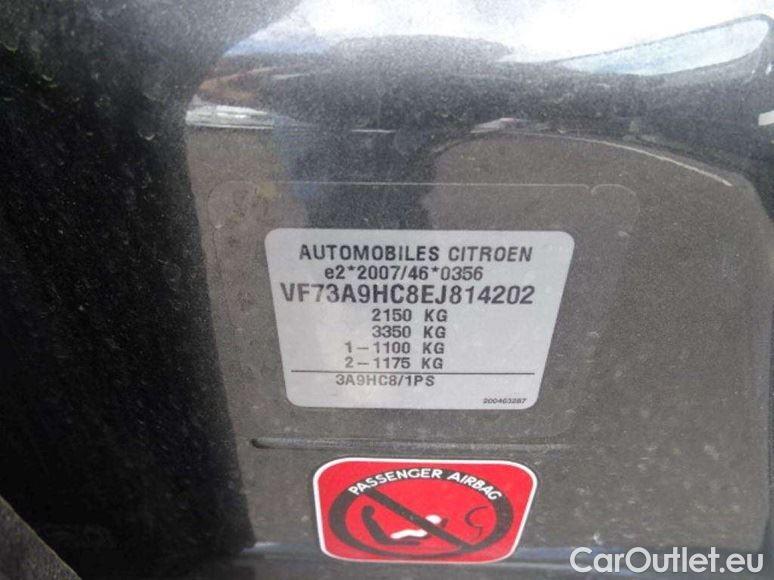 AUTOMOBILES CITROEN
e2*2007/46*0356
VF73A9HC8EJ814202
2150 KG
3350 KG
1-1100 KG
2-1175 KG
3A9HC8/1PS
200463287
PASSENGER AIRBAG
CarOutlet.eu